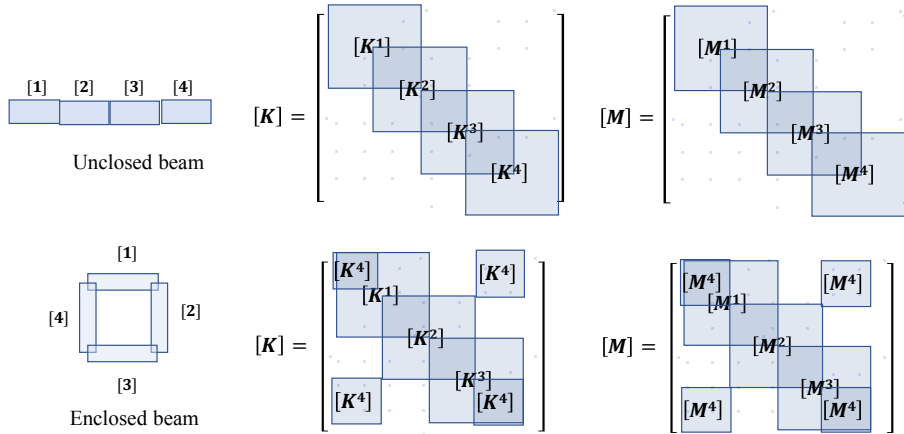 [1] [2] [3] [4]
Unclosed beam
[K] =
[K¹]
[K²]
[K³]
[K⁴]
[M] =
[M¹]
[M²]
[M³]
[M⁴]
[1]
[4] [2]
[3]
Enclosed beam
[K] =
[K⁴] [K⁴]
[K¹]
[K²]
[K³]
[K⁴] [K⁴]
[M] =
[M⁴] [M⁴]
[M¹]
[M²]
[M³]
[M⁴] [M⁴]